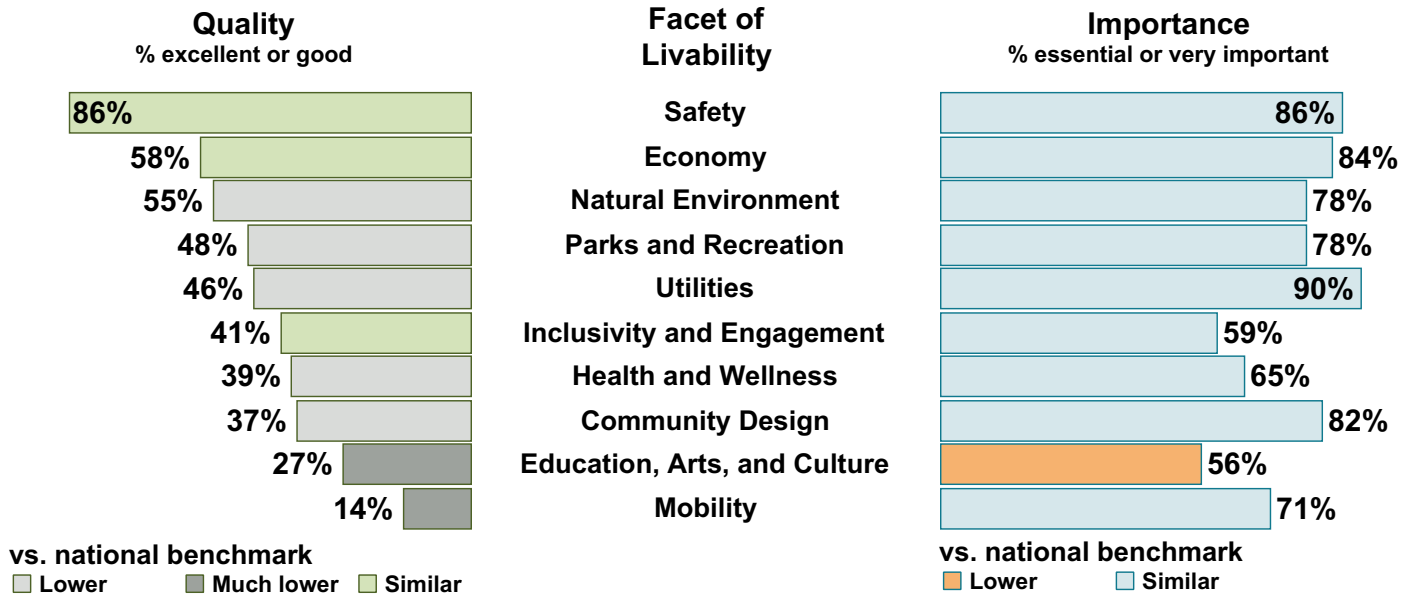 Quality
% excellent or good
Facet of
Livability
Importance
% essential or very important
86% Safety 86%
58% Economy 84%
55% Natural Environment 78%
48% Parks and Recreation 78%
46% Utilities 90%
41% Inclusivity and Engagement 59%
39% Health and Wellness 65%
37% Community Design 82%
27% Education, Arts, and Culture 56%
14% Mobility 71%
vs. national benchmark
Lower Much lower Similar
vs. national benchmark
Lower Similar